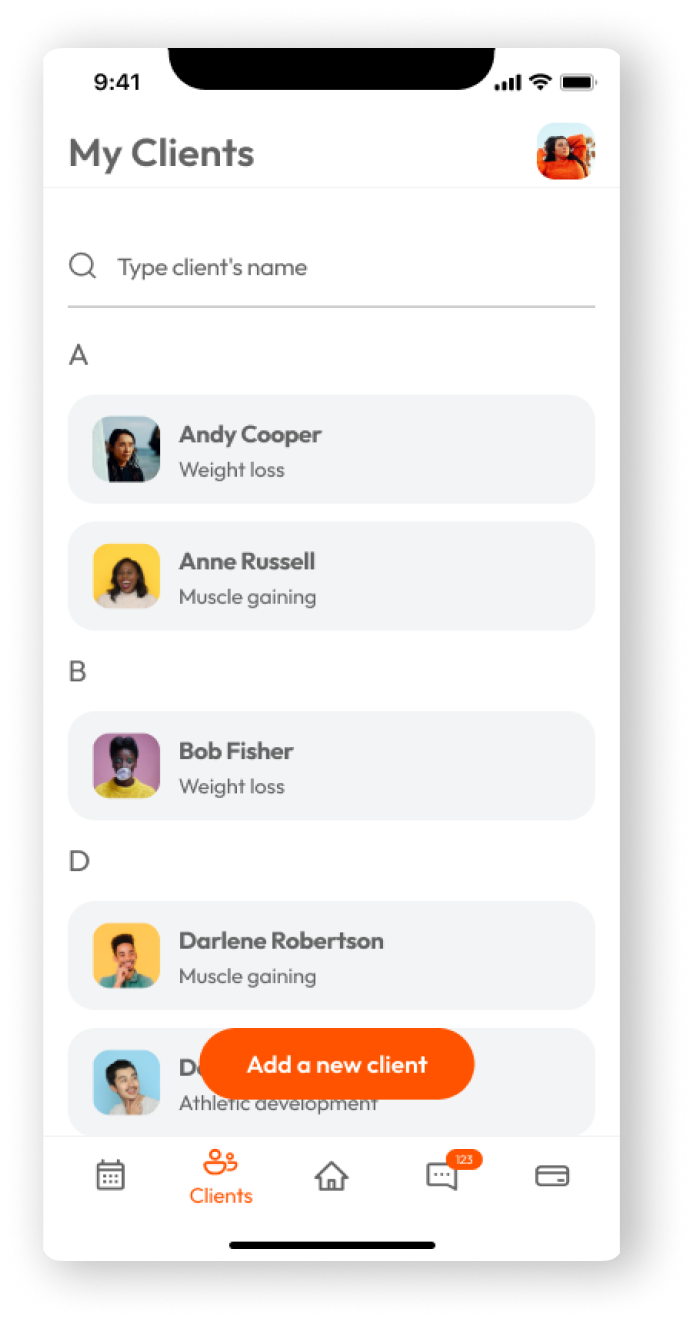 9:41
My Clients
Type client's name
A
Andy Cooper
Weight loss
Anne Russell
Muscle gaining
B
Bob Fisher
Weight loss
D
Darlene Robertson
Muscle gaining
Add a new client
Athletic development
123
Clients